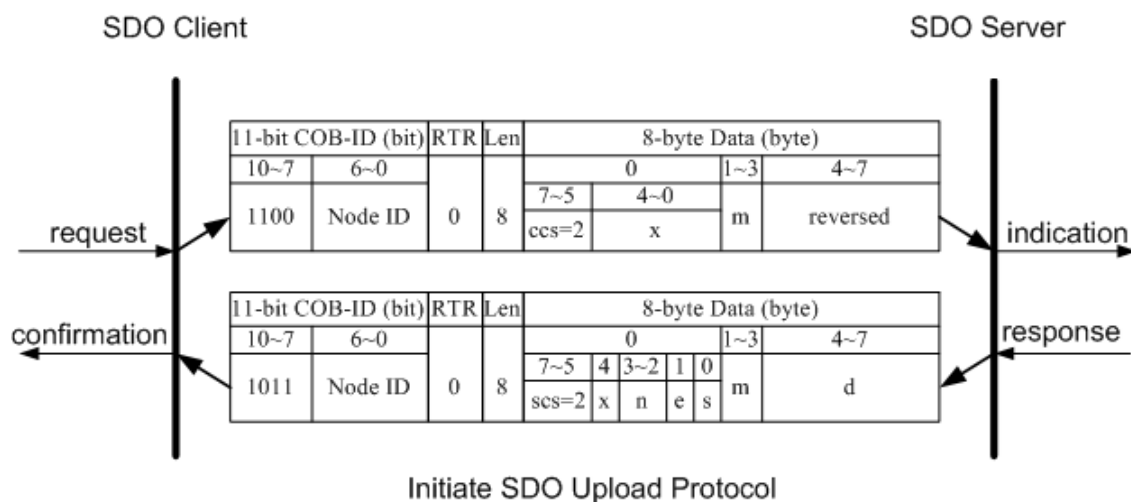 SDO Client
SDO Server
11-bit COB-ID (bit) RTR Len 8-byte Data (byte)
10~7 6~0 0 1~3 4~7
7~5 4~0
1100 Node ID 0 8 m reversed
ccs=2 x
request
indication
11-bit COB-ID (bit) RTR Len 8-byte Data (byte)
10~7 6~0 0 1~3 4~7
confirmation
response
7~5 4 3~2 1 0
1011 Node ID 0 8 m d
scs=2 x n e s
Initiate SDO Upload Protocol